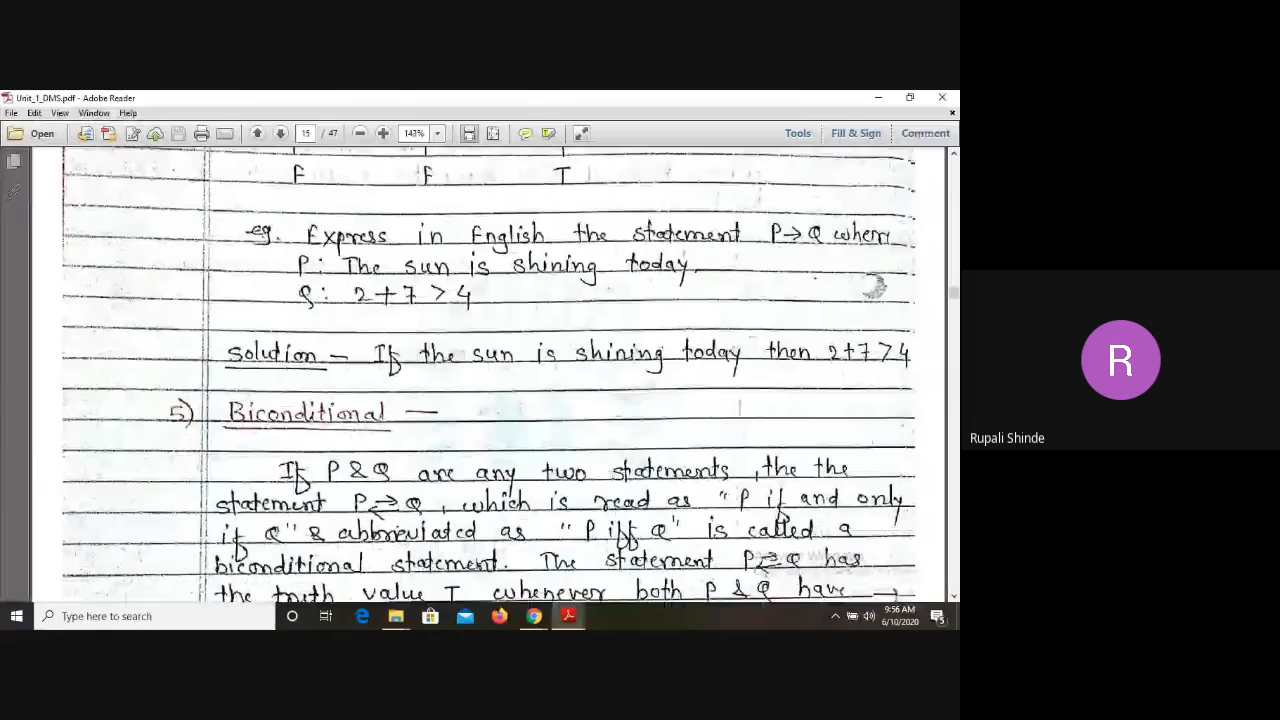 Unit_1_DMS.pdf - Adobe Reader
File Edit View Window Help
Open 15 / 47 143% Tools Fill & Sign Comment
F F T
eg. Express in English the statement P→Q where
P: The sun is shining today.
Q: 2+7 > 4
Solution - If the sun is shining today then 2+7 > 4
5) Biconditional —
If P & Q are any two statements, the the
statement P⇄Q, which is read as "P if and only
if Q" & abbreviated as "P iff Q" is called a
biconditional statement. The statement P⇄Q has
the truth value T whenever both P & Q have →
R
Rupali Shinde
Type here to search
9:56 AM
6/10/2020
5